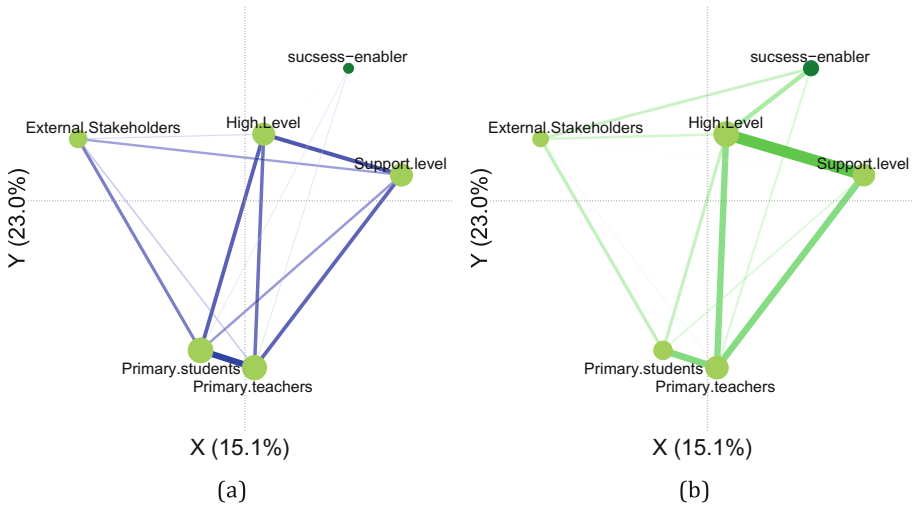 sucsess−enabler
External.Stakeholders
High.Level
Support.level
Y (23.0%)
Primary.students
Primary.teachers
X (15.1%)
(a)
sucsess−enabler
External.Stakeholders
High.Level
Support.level
Y (23.0%)
Primary.students
Primary.teachers
X (15.1%)
(b)